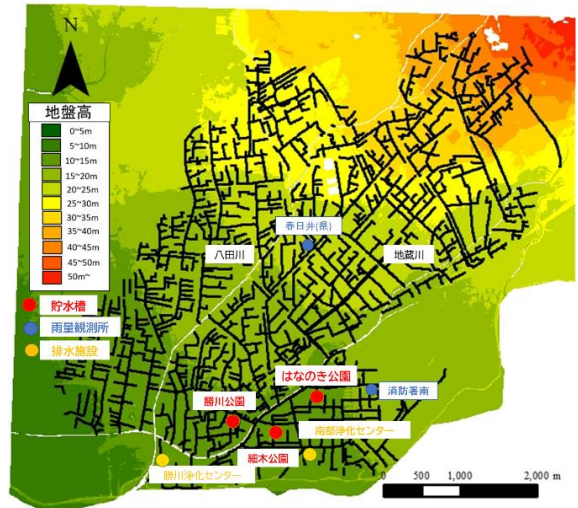 N
地盤高
0~5m
5~10m
10~15m
15~20m
20~25m
25~30m
30~35m
35~40m
40~45m
45~50m
50m~
貯水槽
雨量観測所
排水施設
春日井(県)
八田川
地蔵川
はなのき公園
消防署南
勝川公園
南部浄化センター
細木公園
勝川浄化センター
0 500 1,000 2,000 m